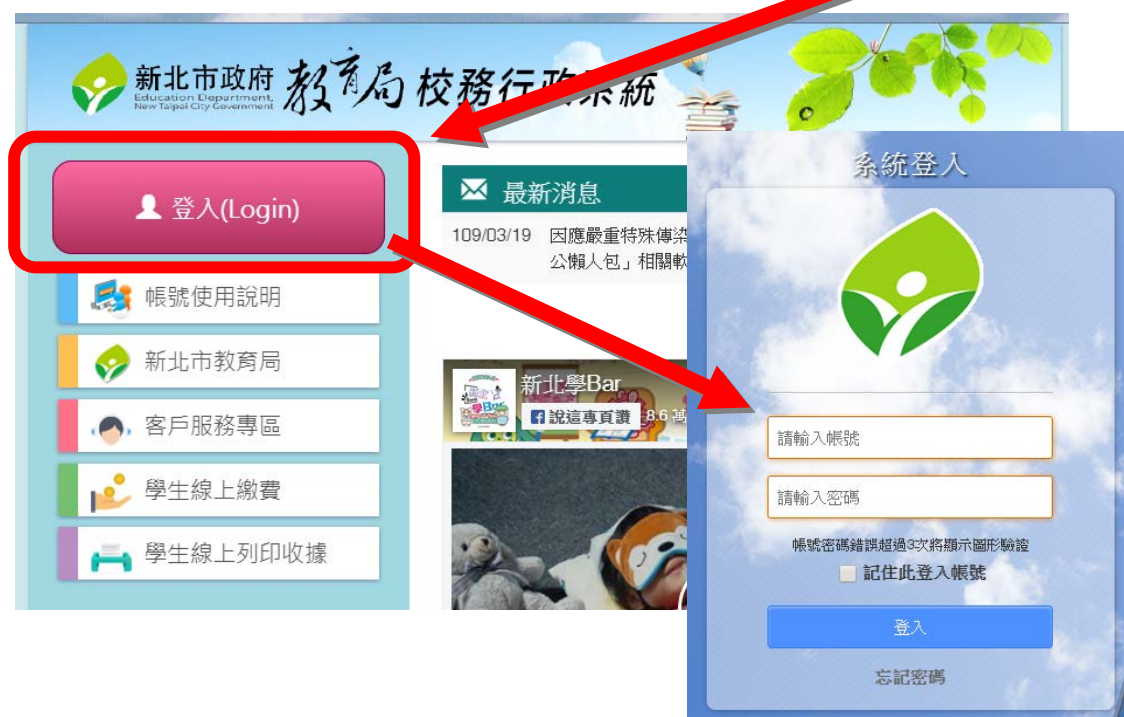 新北市政府
Education Department,
New Taipei City Government
教育局 校務行政系統
登入(Login)
帳號使用說明
新北市教育局
客戶服務專區
學生線上繳費
學生線上列印收據
最新消息
109/03/19 因應嚴重特殊傳染
公懶人包」相關軟
新北學Bar
說這專頁讚 8.6 萬
系統登入
請輸入帳號
請輸入密碼
帳號密碼錯誤超過3次將顯示圖形驗證
記住此登入帳號
登入
忘記密碼